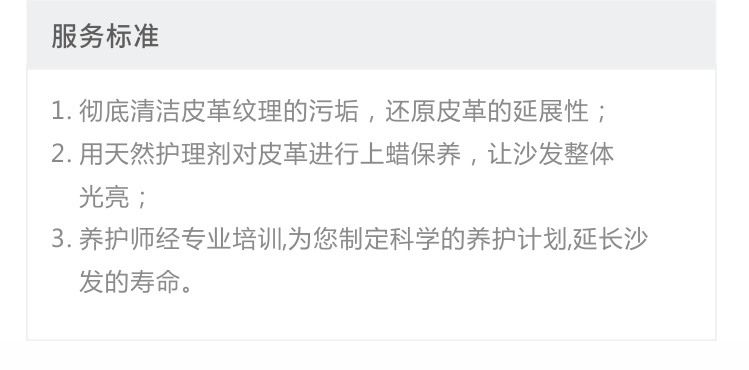 服务标准
1. 彻底清洁皮革纹理的污垢，还原皮革的延展性；
2. 用天然护理剂对皮革进行上蜡保养，让沙发整体
光亮；
3. 养护师经专业培训,为您制定科学的养护计划,延长沙
发的寿命。